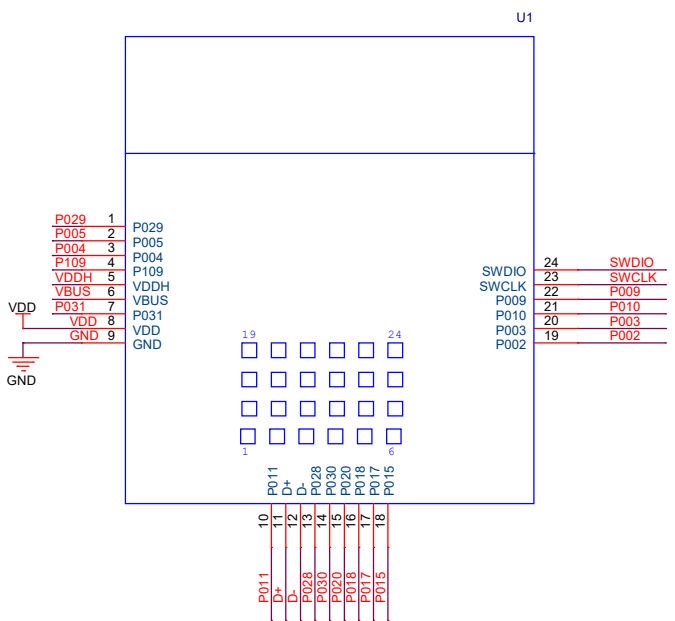 U1
P029 1 P029
P005 2 P005
P004 3 P004
P109 4 P109
VDDH 5 VDDH
VBUS 6 VBUS
P031 7 P031
VDD
VDD 8 VDD
GND 9 GND
GND
SWDIO 24 SWDIO
SWCLK 23 SWCLK
P009 22 P009
P010 21 P010
P003 20 P003
P002 19 P002
19 24
1 6
P011 10 P011
D+ 11 D+
D- 12 D-
P028 13 P028
P030 14 P030
P020 15 P020
P018 16 P018
P017 17 P017
P015 18 P015